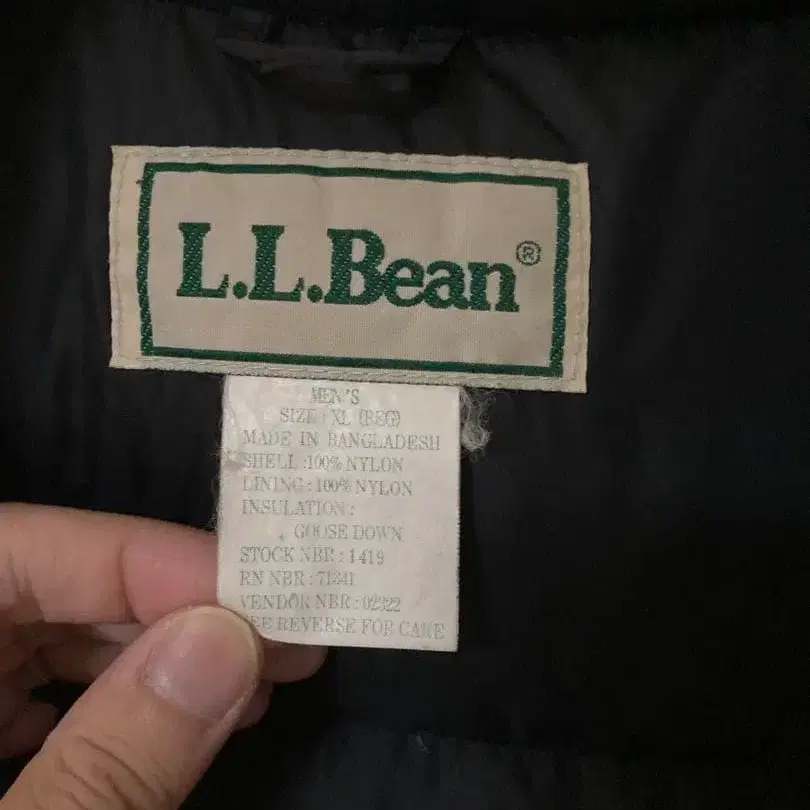 L.L.Bean®
MEN'S
SIZE : XL (REG)
MADE IN BANGLADESH
SHELL :100% NYLON
LINING : 100% NYLON
INSULATION :
GOOSE DOWN
STOCK NBR : 1419
RN NBR : 71341
VENDOR NBR : 02322
SEE REVERSE FOR CARE